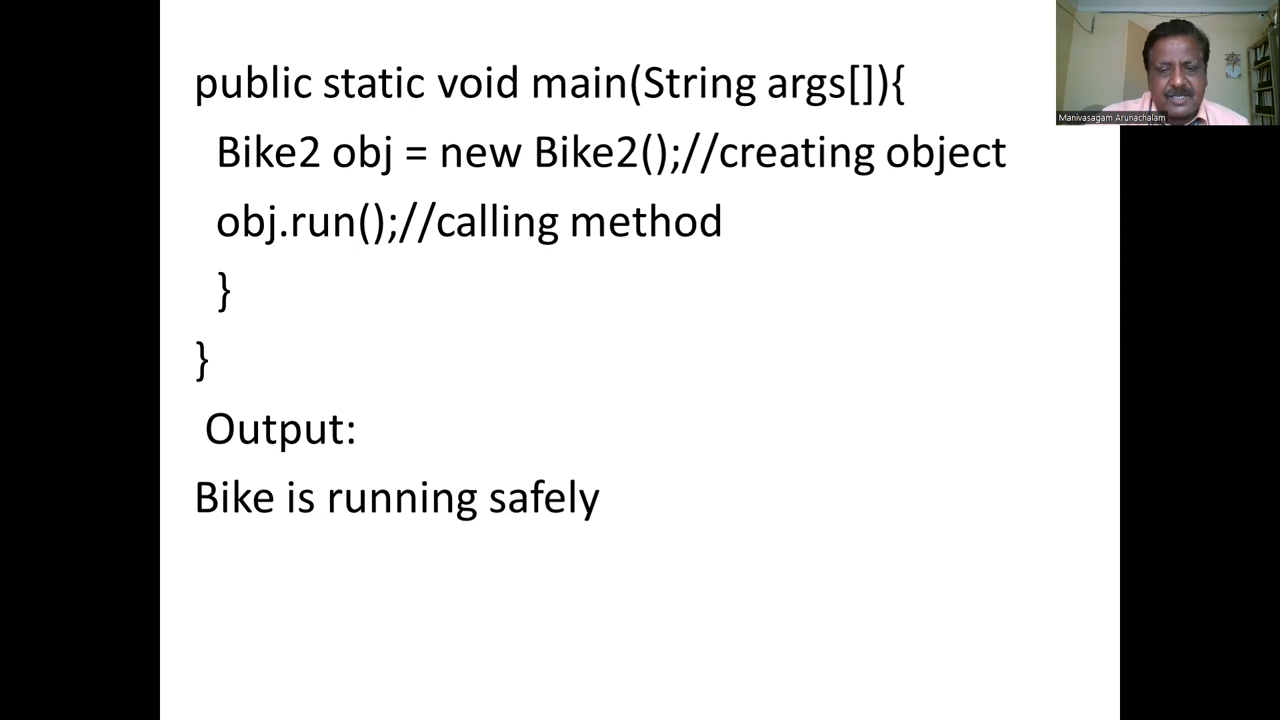 public static void main(String args[]){
Bike2 obj = new Bike2();//creating object
obj.run();//calling method
}
}
Output:
Bike is running safely
Manivasagam Arunachalam